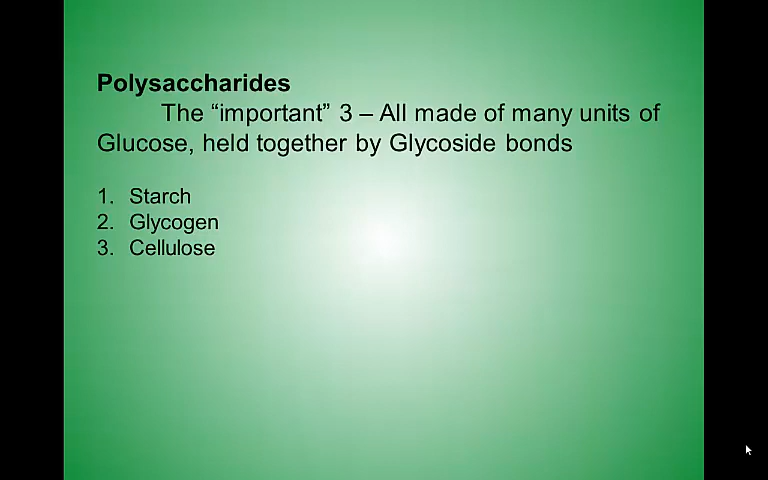 Polysaccharides
The “important” 3 – All made of many units of
Glucose, held together by Glycoside bonds
1. Starch
2. Glycogen
3. Cellulose